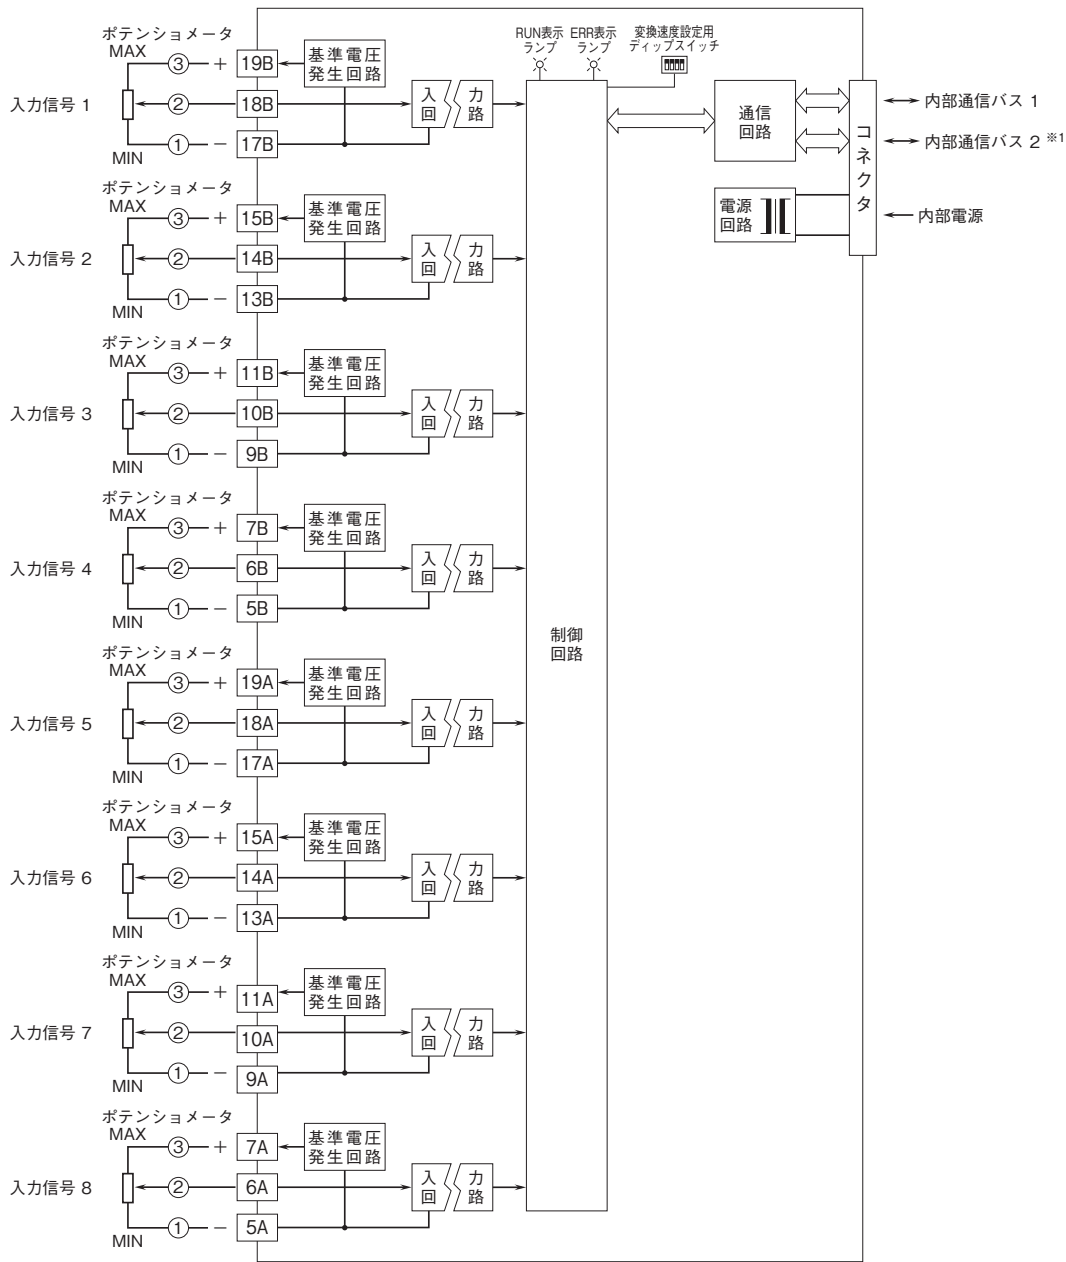 RUN表示
ランプ
ERR表示
ランプ
変換速度設定用
ディップスイッチ
ポテンショメータ
MAX
③ + 19B
基準電圧
発生回路
入力信号 1
② 18B
入 力
回 路
① − 17B
MIN
通信
回路
コネクタ
内部通信バス 1
内部通信バス 2 ※1
電源
回路
内部電源
ポテンショメータ
MAX
③ + 15B
基準電圧
発生回路
入力信号 2
② 14B
入 力
回 路
① − 13B
MIN
ポテンショメータ
MAX
③ + 11B
基準電圧
発生回路
入力信号 3
② 10B
入 力
回 路
① − 9B
MIN
ポテンショメータ
MAX
③ + 7B
基準電圧
発生回路
入力信号 4
② 6B
入 力
回 路
① − 5B
MIN
制御
回路
ポテンショメータ
MAX
③ + 19A
基準電圧
発生回路
入力信号 5
② 18A
入 力
回 路
① − 17A
MIN
ポテンショメータ
MAX
③ + 15A
基準電圧
発生回路
入力信号 6
② 14A
入 力
回 路
① − 13A
MIN
ポテンショメータ
MAX
③ + 11A
基準電圧
発生回路
入力信号 7
② 10A
入 力
回 路
① − 9A
MIN
ポテンショメータ
MAX
③ + 7A
基準電圧
発生回路
入力信号 8
② 6A
入 力
回 路
① − 5A
MIN